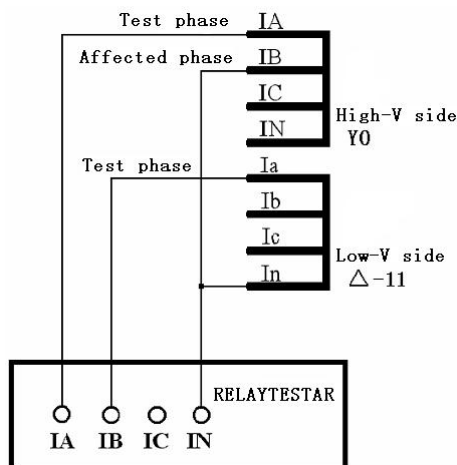 Test phase IA
Affected phase IB
IC
High-V side
IN
Y0
Test phase Ia
Ib
Ic
Low-V side
In
△-11
RELAYTESTAR
IA IB IC IN